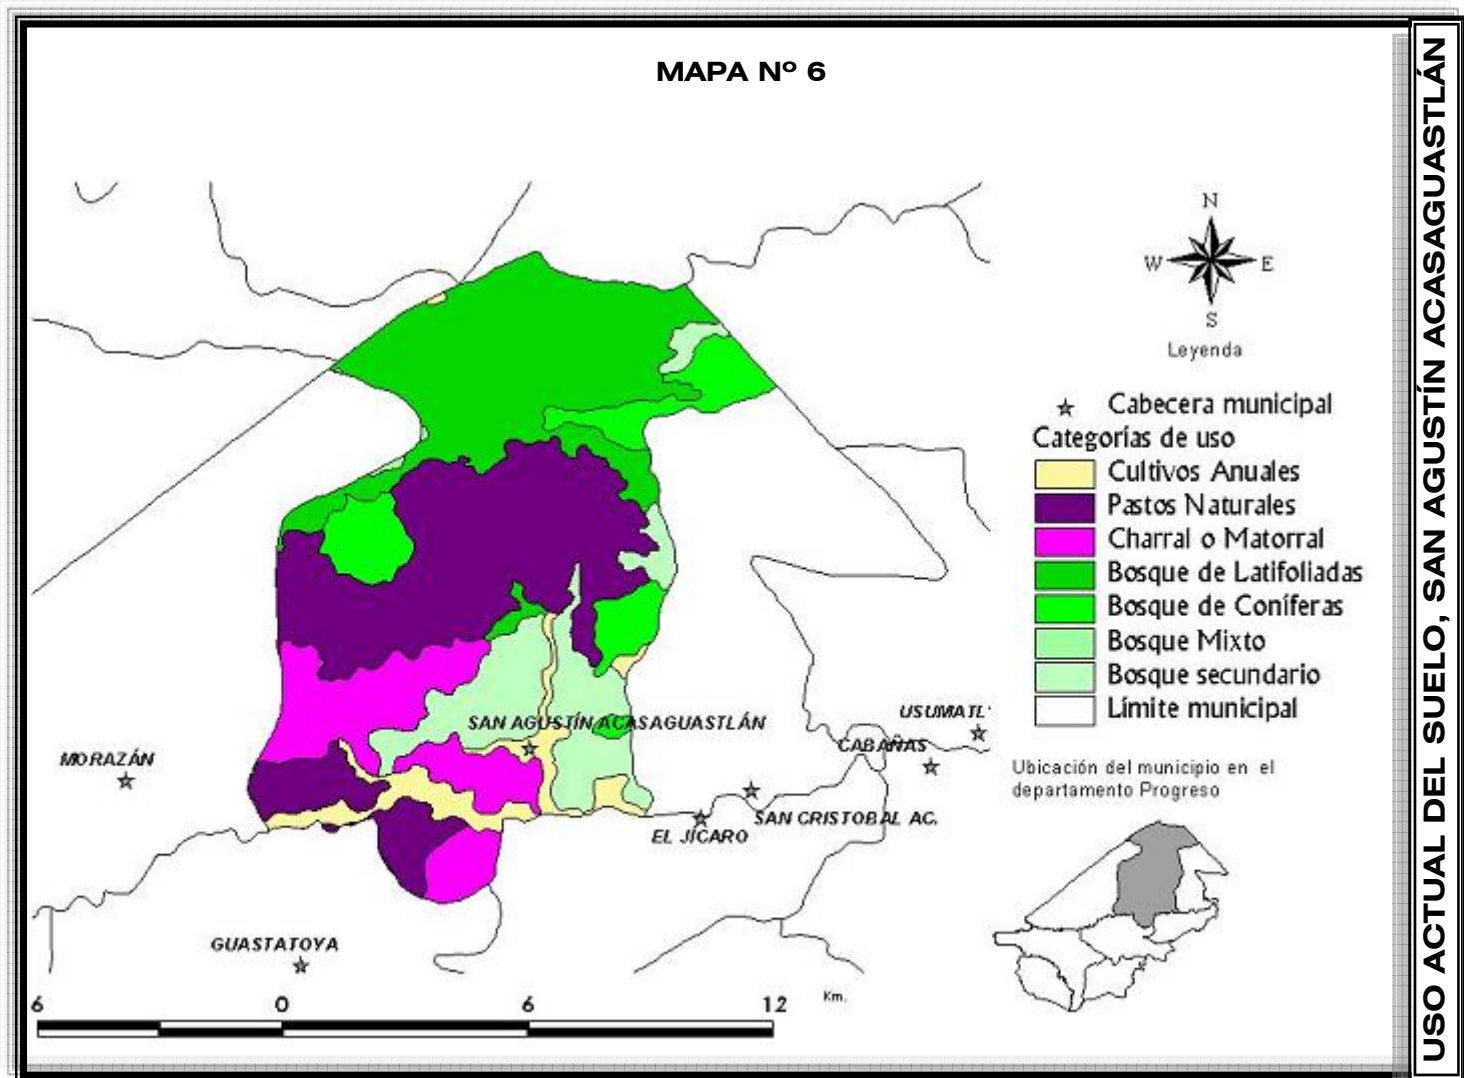 MAPA Nº 6
USO ACTUAL DEL SUELO, SAN AGUSTÍN ACASAGUASTLÁN
N
W
E
S
Leyenda
Cabecera municipal
Categorías de uso
Cultivos Anuales
Pastos Naturales
Charral o Matorral
Bosque de Latifoliadas
Bosque de Coníferas
Bosque Mixto
Bosque secundario
Límite municipal
SAN AGUSTÍN ACASAGUASTLÁN
USUMATL'
CABAÑAS
MORAZÁN
SAN CRISTOBAL AC.
EL JÍCARO
GUASTATOYA
Ubicación del municipio en el
departamento Progreso
6 0 6 12 Km.